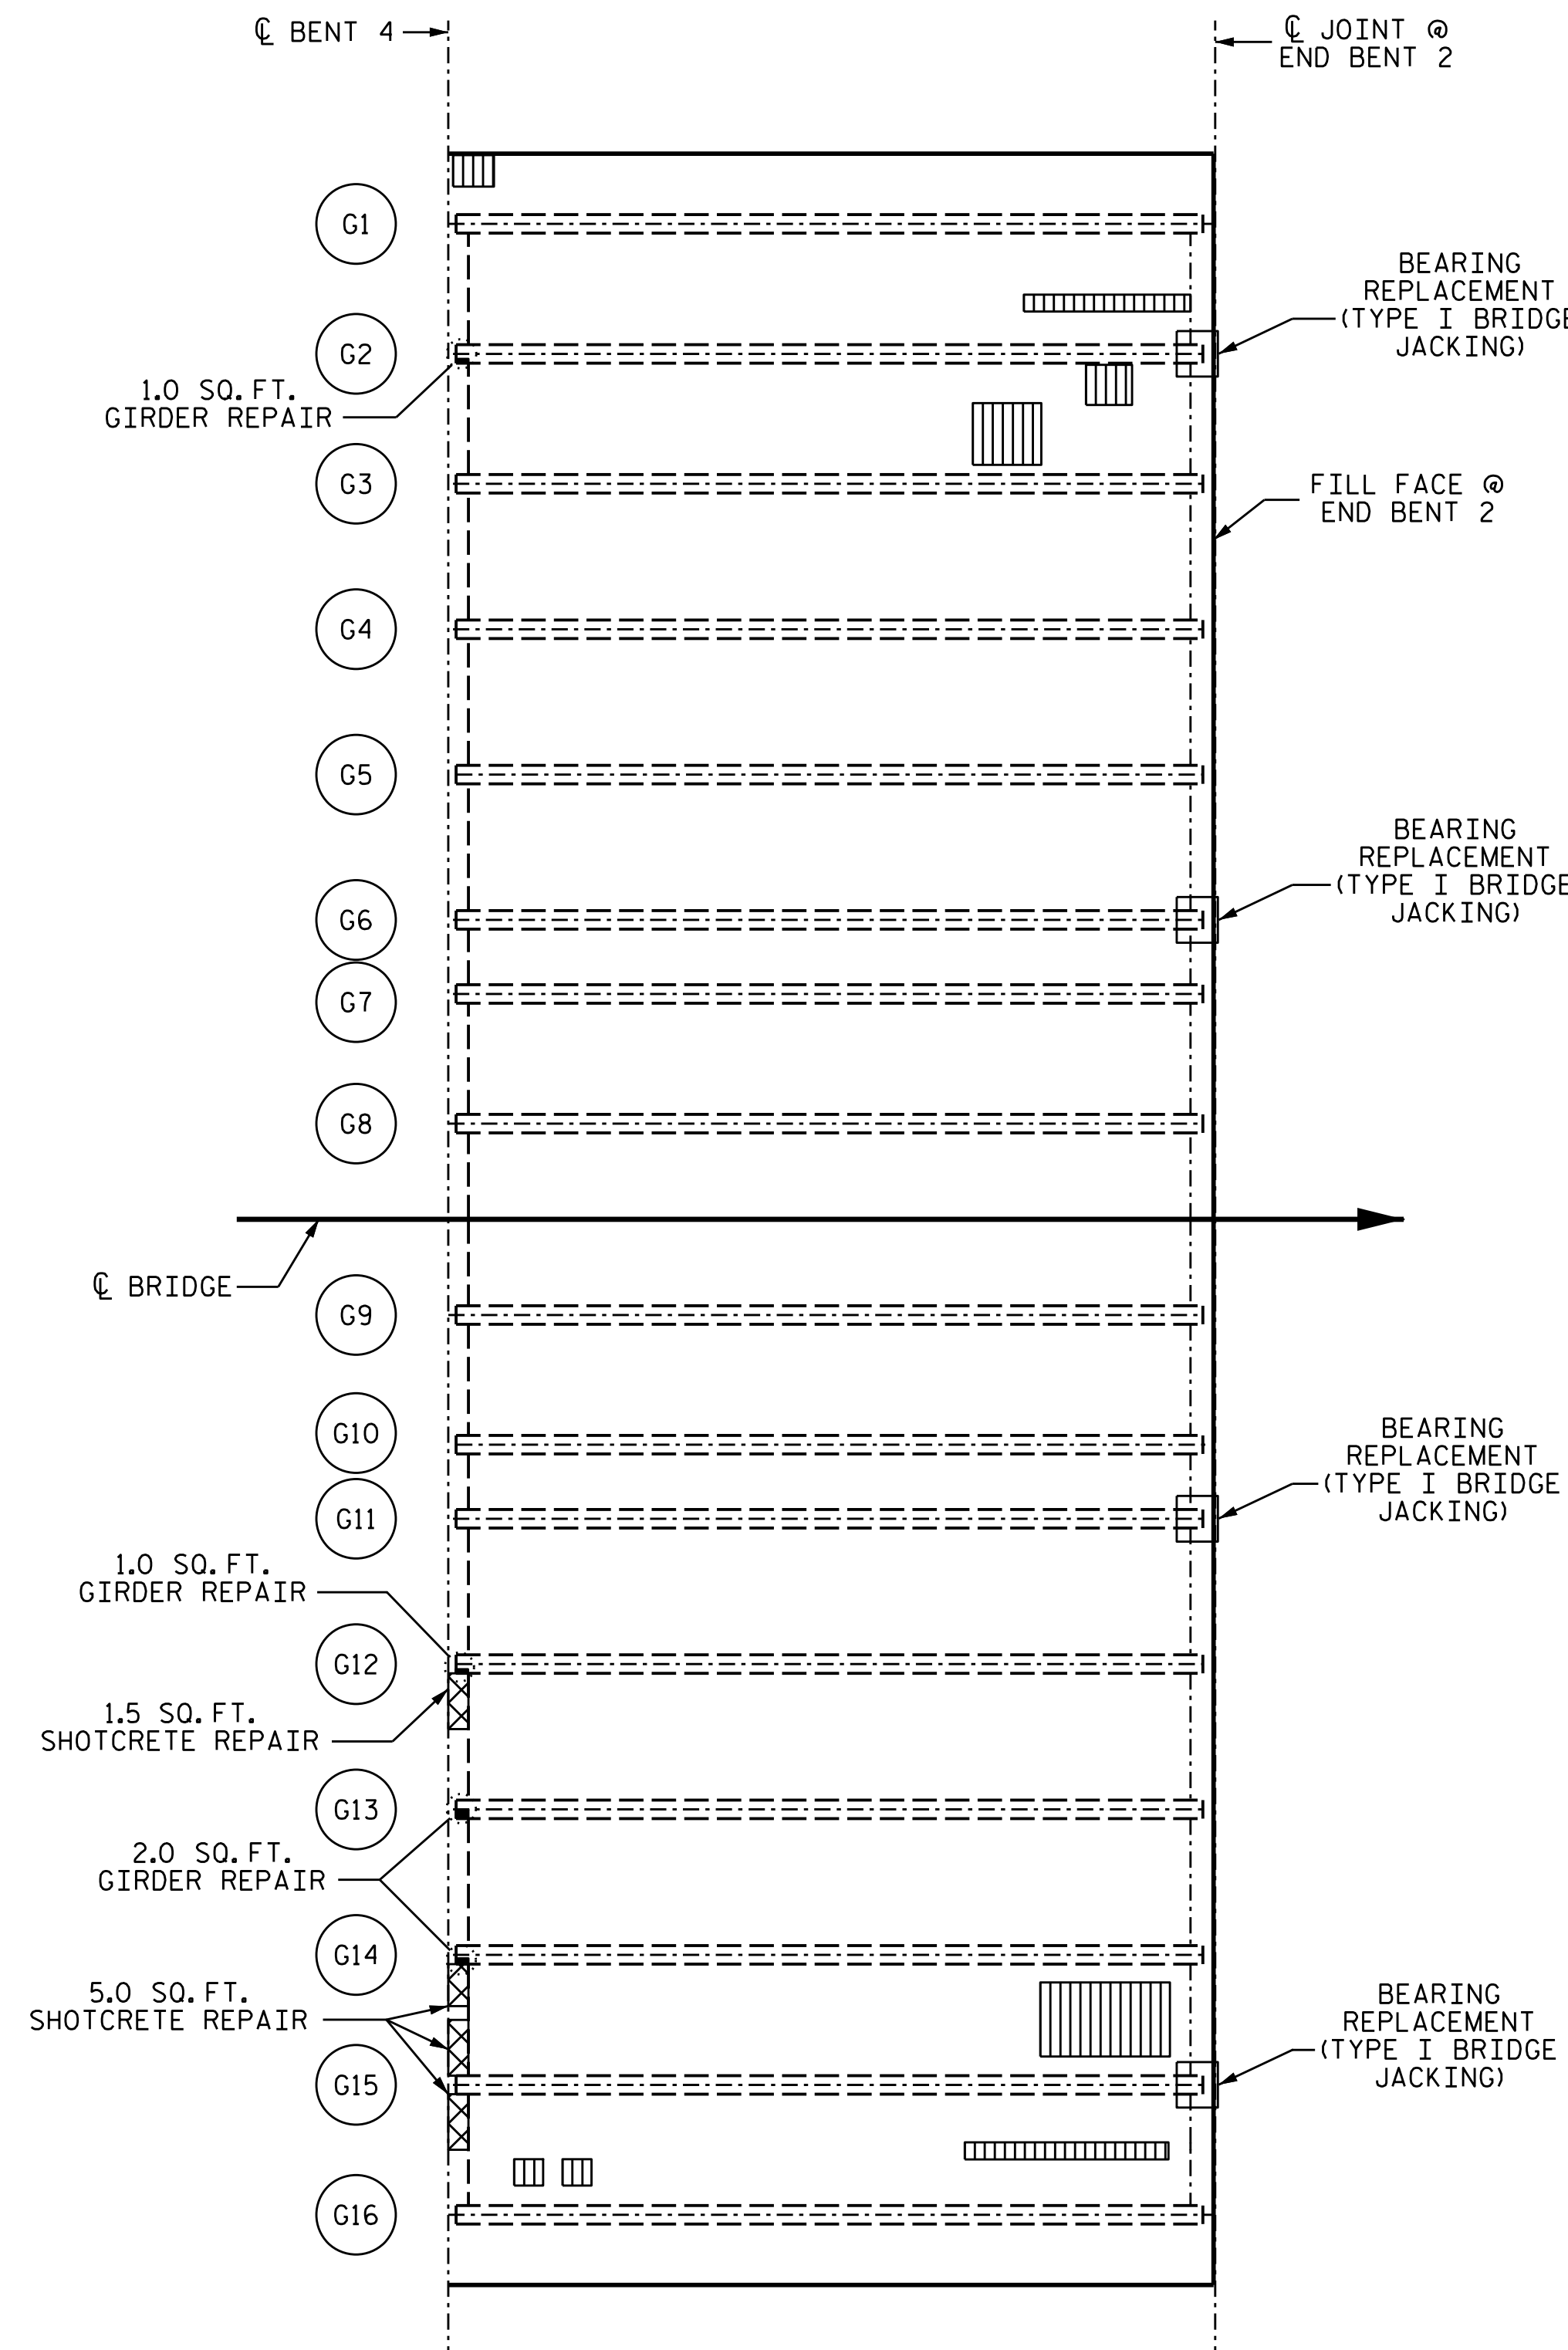 ℄ BENT 4
℄ JOINT @
END BENT 2
G1
BEARING
REPLACEMENT
(TYPE I BRIDGE
JACKING)
G2
1.0 SQ.FT.
GIRDER REPAIR
G3
FILL FACE @
END BENT 2
G4
G5
BEARING
REPLACEMENT
(TYPE I BRIDGE
JACKING)
G6
G7
G8
℄ BRIDGE
G9
G10
BEARING
REPLACEMENT
(TYPE I BRIDGE
JACKING)
G11
1.0 SQ.FT.
GIRDER REPAIR
G12
1.5 SQ.FT.
SHOTCRETE REPAIR
G13
2.0 SQ.FT.
GIRDER REPAIR
G14
5.0 SQ.FT.
SHOTCRETE REPAIR
BEARING
REPLACEMENT
(TYPE I BRIDGE
JACKING)
G15
G16